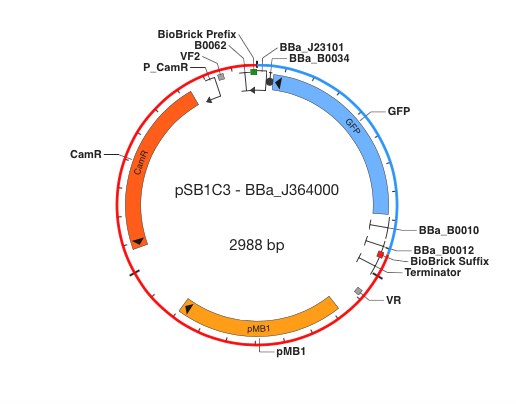 BioBrick Prefix
B0062
VF2
P_CamR
BBa_J23101
BBa_B0034
GFP
GFP
CamR
CamR
pSB1C3 - BBa_J364000
2988 bp
BBa_B0010
BBa_B0012
BioBrick Suffix
Terminator
VR
pMB1
pMB1